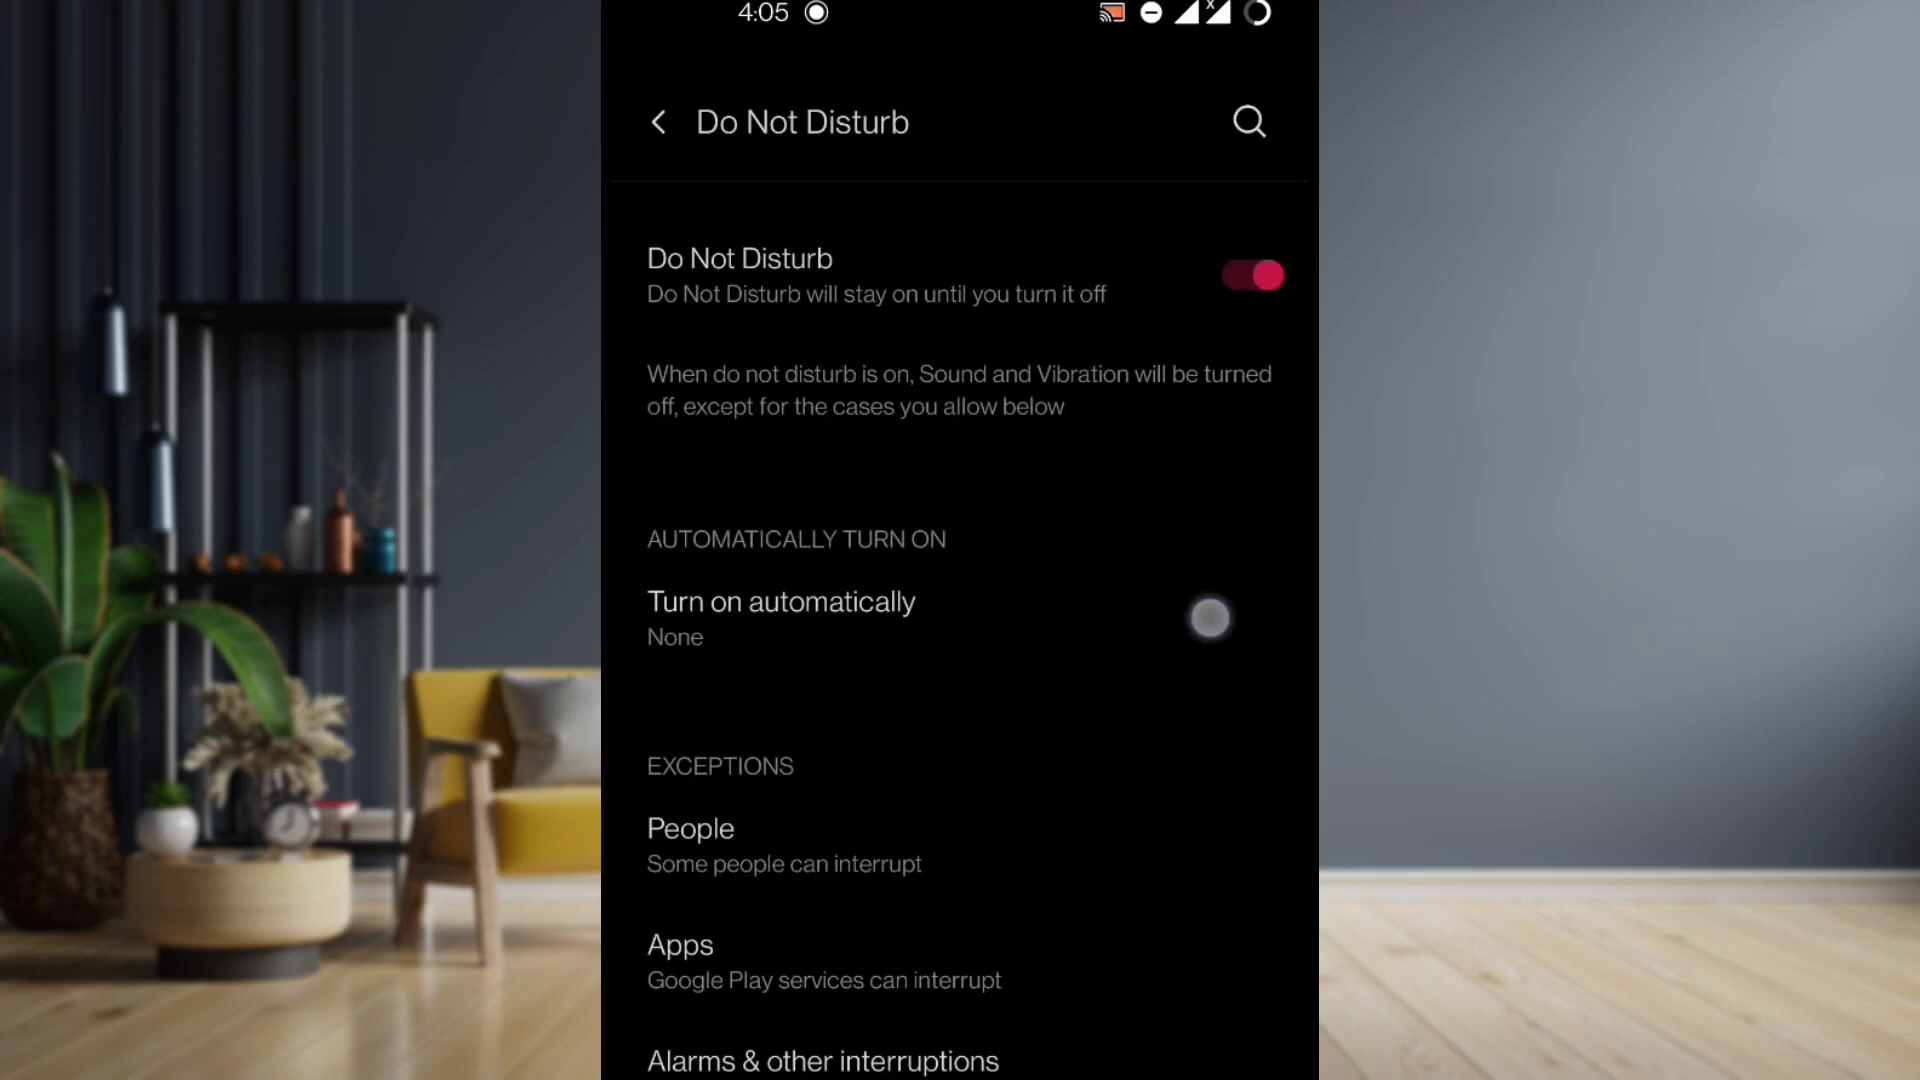 4:05
x
Do Not Disturb
Do Not Disturb
Do Not Disturb will stay on until you turn it off
When do not disturb is on, Sound and Vibration will be turned
off, except for the cases you allow below
AUTOMATICALLY TURN ON
Turn on automatically
None
EXCEPTIONS
People
Some people can interrupt
Apps
Google Play services can interrupt
Alarms & other interruptions